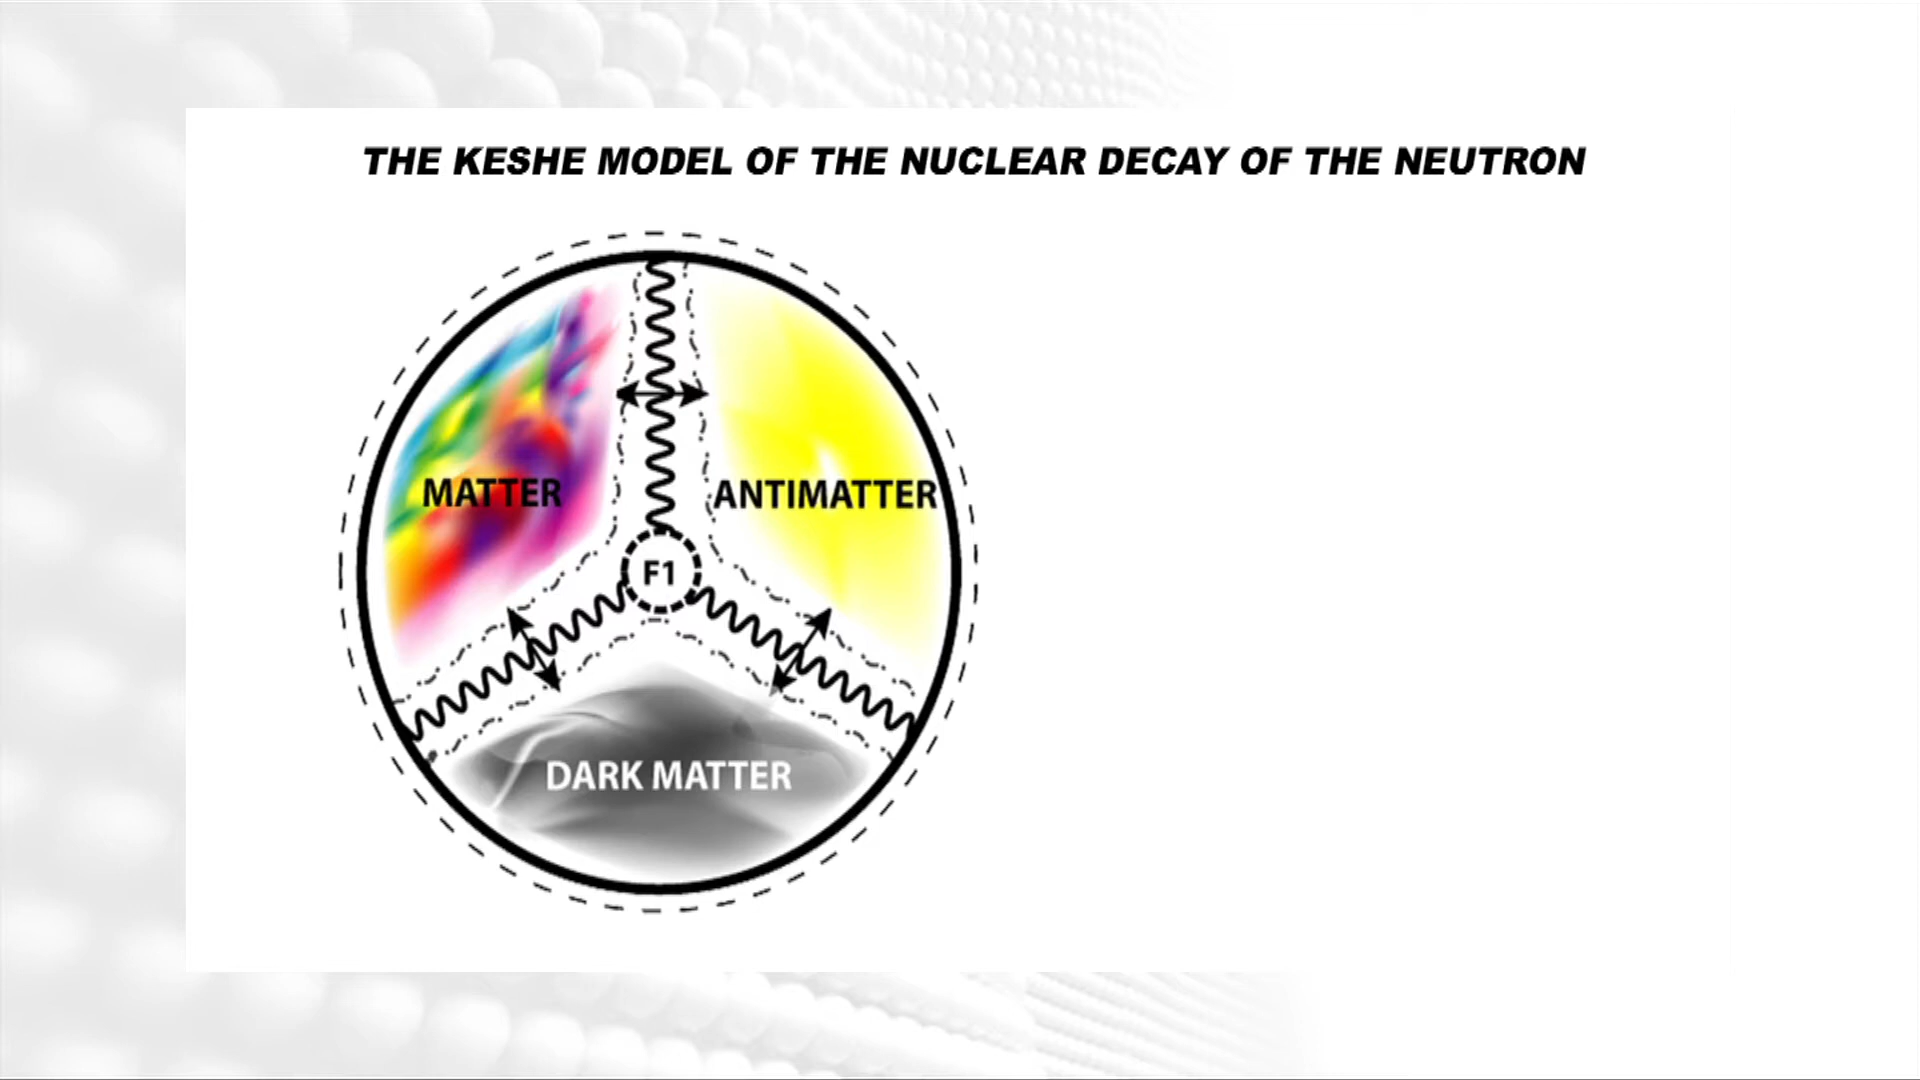 THE KESHE MODEL OF THE NUCLEAR DECAY OF THE NEUTRON
MATTER
ANTIMATTER
F1
DARK MATTER